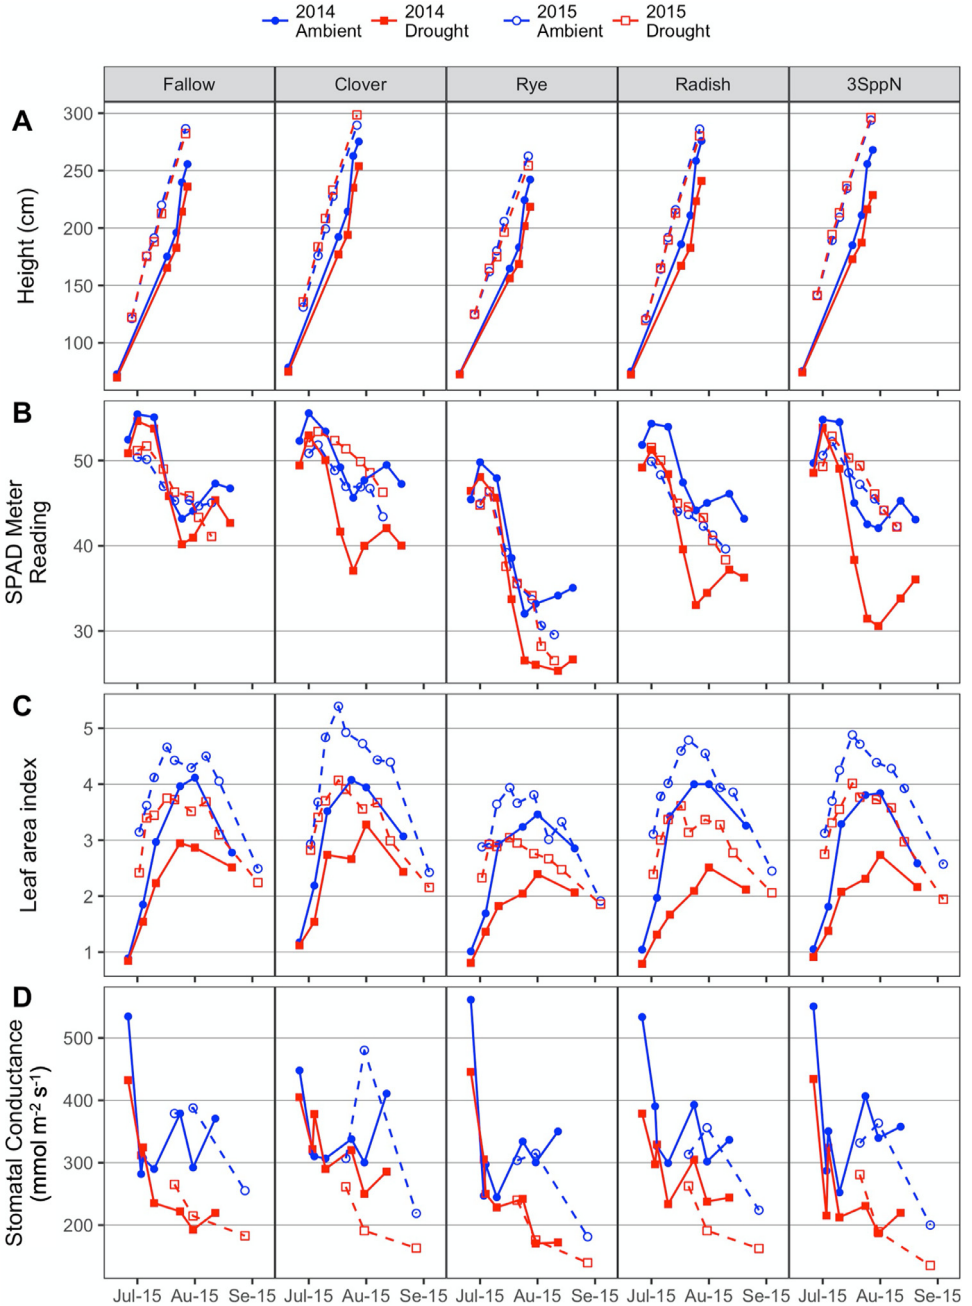 2014 2014 2015 2015
Ambient Drought Ambient Drought
Fallow Clover Rye Radish 3SppN
A
300
250
200
150
100
Height (cm)
B
50
40
30
SPAD Meter
Reading
C
5
4
3
2
1
Leaf area index
D
500
400
300
200
Stomatal Conductance
(mmol m-2 s-1)
Jul-15 Au-15 Se-15 Jul-15 Au-15 Se-15 Jul-15 Au-15 Se-15 Jul-15 Au-15 Se-15 Jul-15 Au-15 Se-15